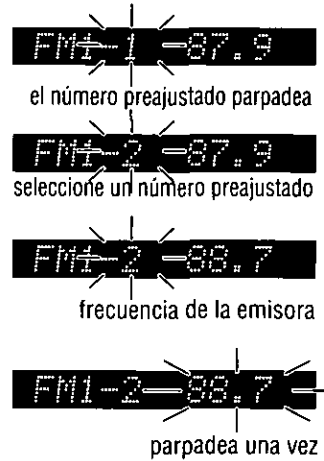 FM1-1 87.9
el número preajustado parpadea
FM1-2 87.9
seleccione un número preajustado
FM1-2 88.7
frecuencia de la emisora
FM1-2 88.7
parpadea una vez